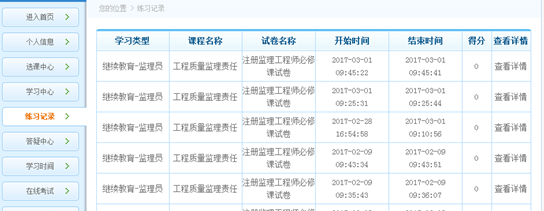 您的位置 > 练习记录
进入首页
个人信息
选课中心
学习中心
练习记录
答疑中心
学习时间
在线考试
学习类型 课程名称 试卷名称 开始时间 结束时间 得分 查看详情
继续教育-监理员 工程质量监理责任 注册监理工程师必修课试卷 2017-03-01 09:45:22 2017-03-01 09:45:41 0 查看详情
继续教育-监理员 工程质量监理责任 注册监理工程师必修课试卷 2017-03-01 09:25:31 2017-03-01 09:25:44 0 查看详情
继续教育-监理员 工程质量监理责任 注册监理工程师必修课试卷 2017-02-28 16:54:58 2017-03-01 09:10:56 0 查看详情
继续教育-监理员 工程质量监理责任 注册监理工程师必修课试卷 2017-02-09 09:43:34 2017-02-09 09:43:51 0 查看详情
继续教育-监理员 工程质量监理责任 注册监理工程师必修课试卷 2017-02-09 09:35:43 2017-02-09 09:36:07 0 查看详情